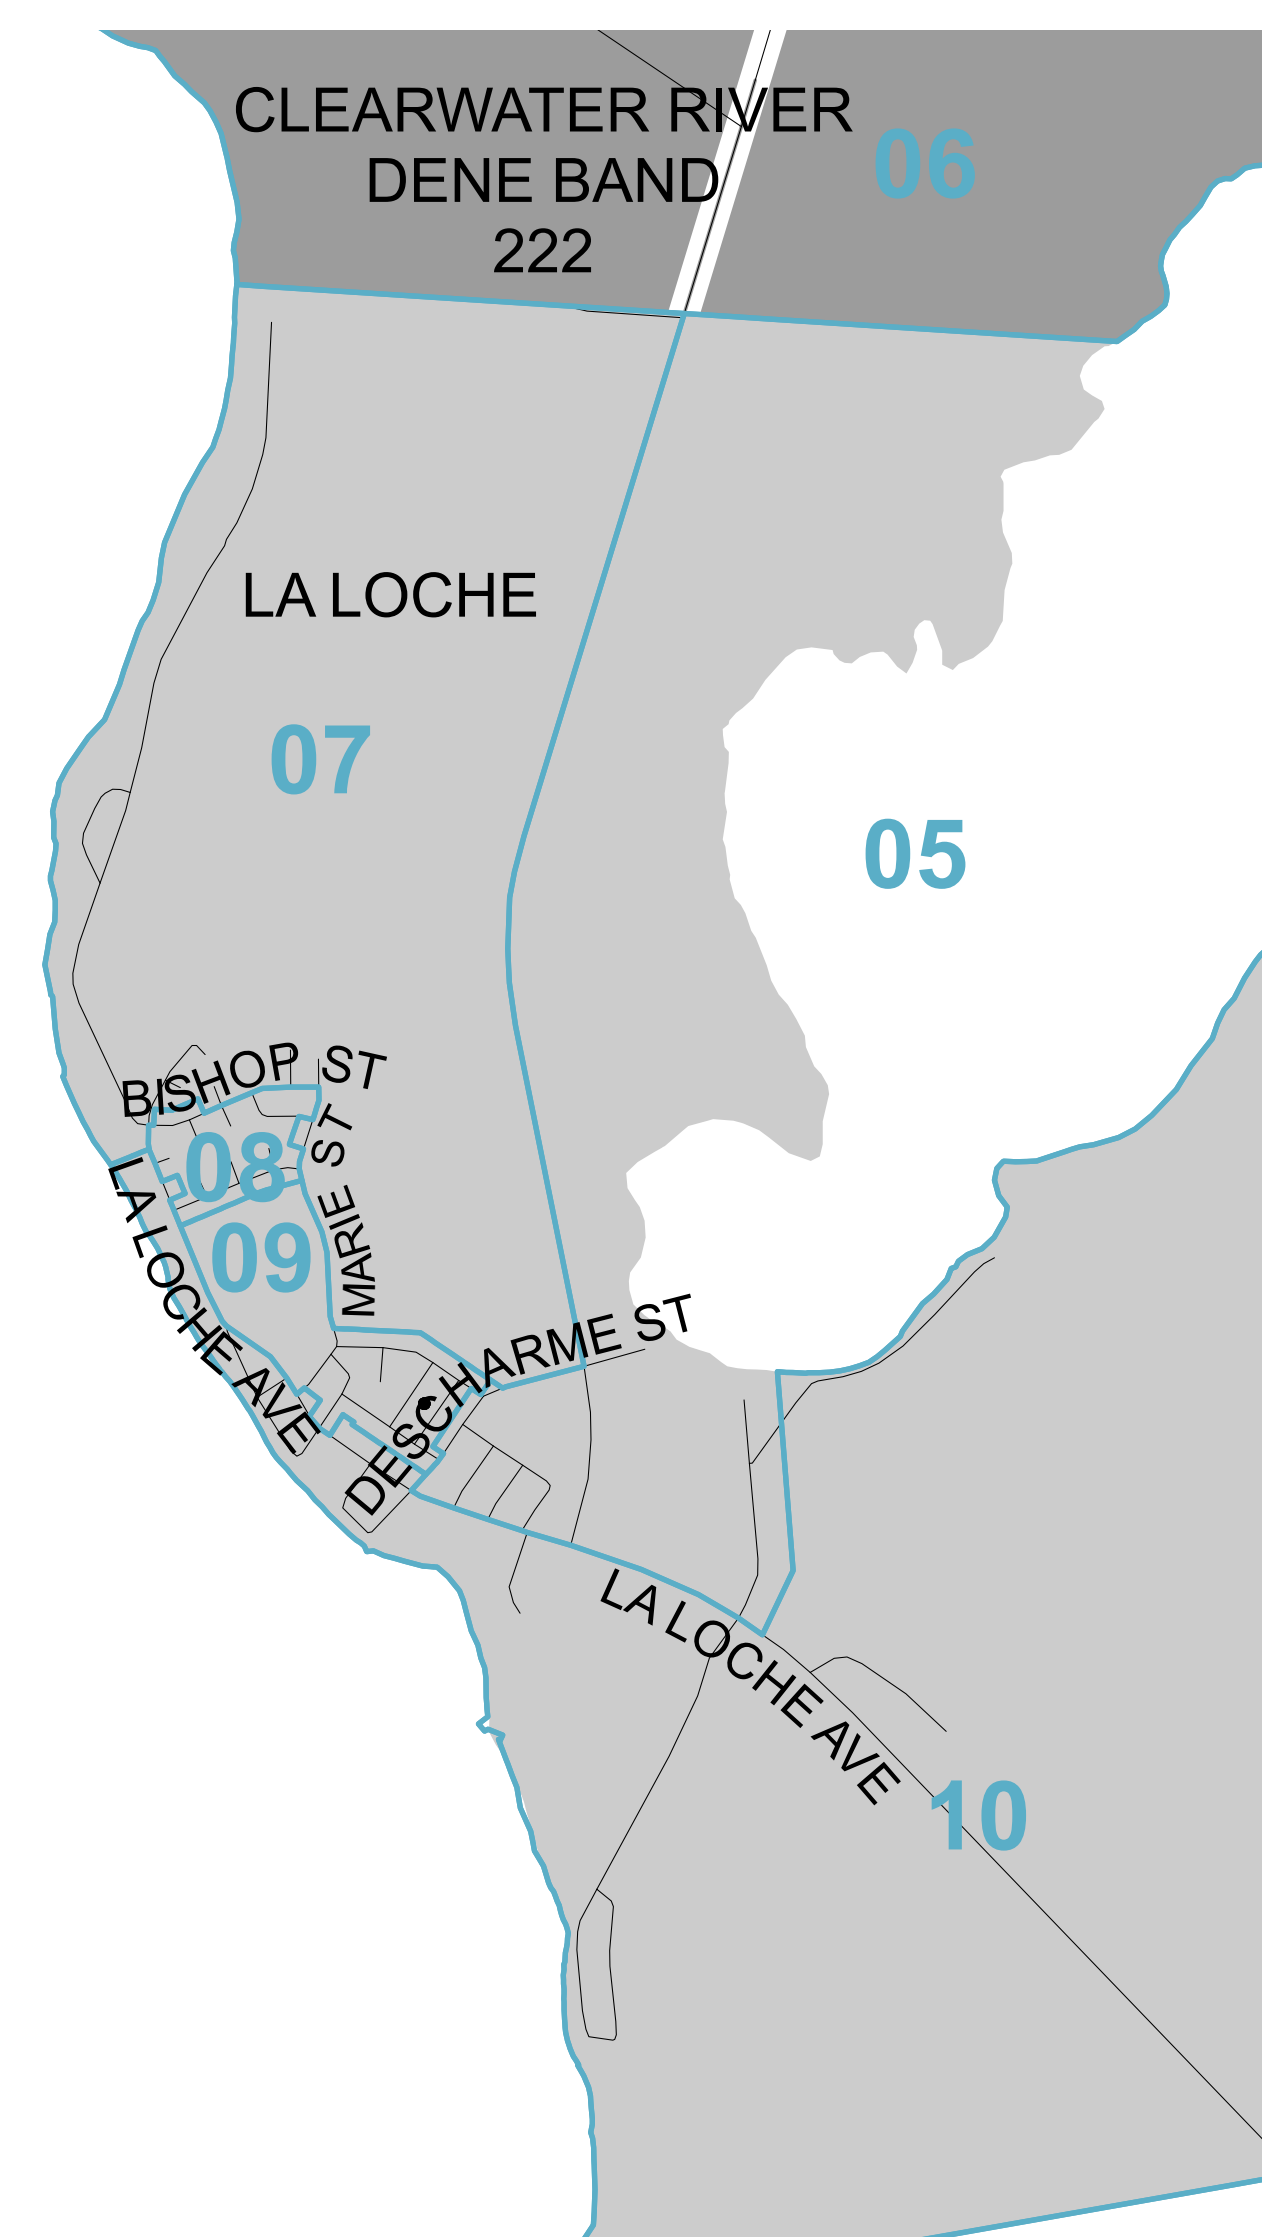 CLEARWATER RIVER
DENE BAND
222
06
LA LOCHE
07
05
BISHOP ST
MARIE ST
08
LA LOCHE AVE
09
DESCHARME ST
LA LOCHE AVE
10